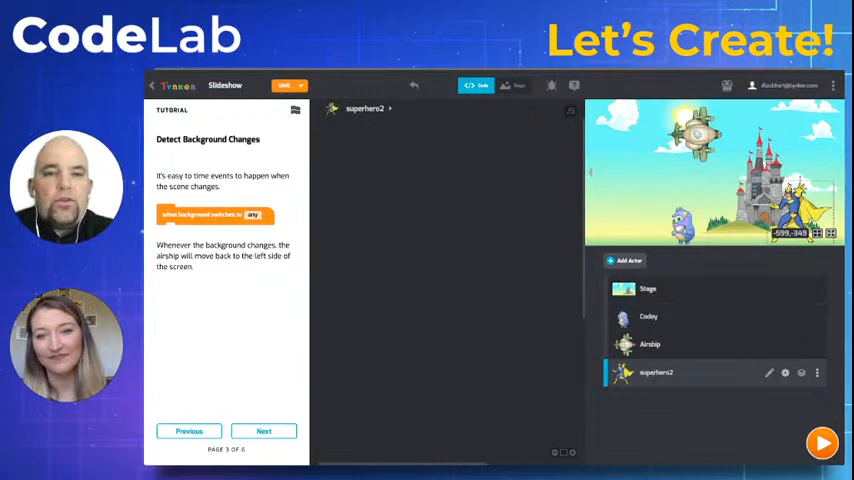 CodeLab
Let's Create!
Tynker
Slideshow
SAVE
Code
Stage
TUTORIAL
superhero2
JS
Detect Background Changes
It's easy to time events to happen when
the scene changes.
when background switches to any
Whenever the background changes, the
airship will move back to the left side of
the screen.
-599,-349
Add Actor
Stage
Codey
Airship
superhero2
Previous
Next
PAGE 3 OF 6